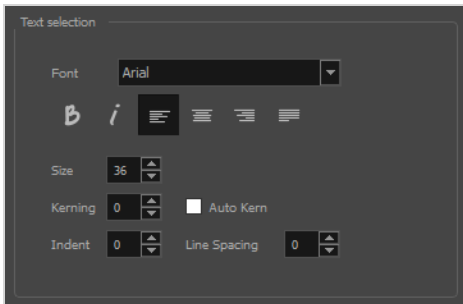 Text selection
Font Arial
B i
Size 36
Kerning 0 Auto Kern
Indent 0 Line Spacing 0